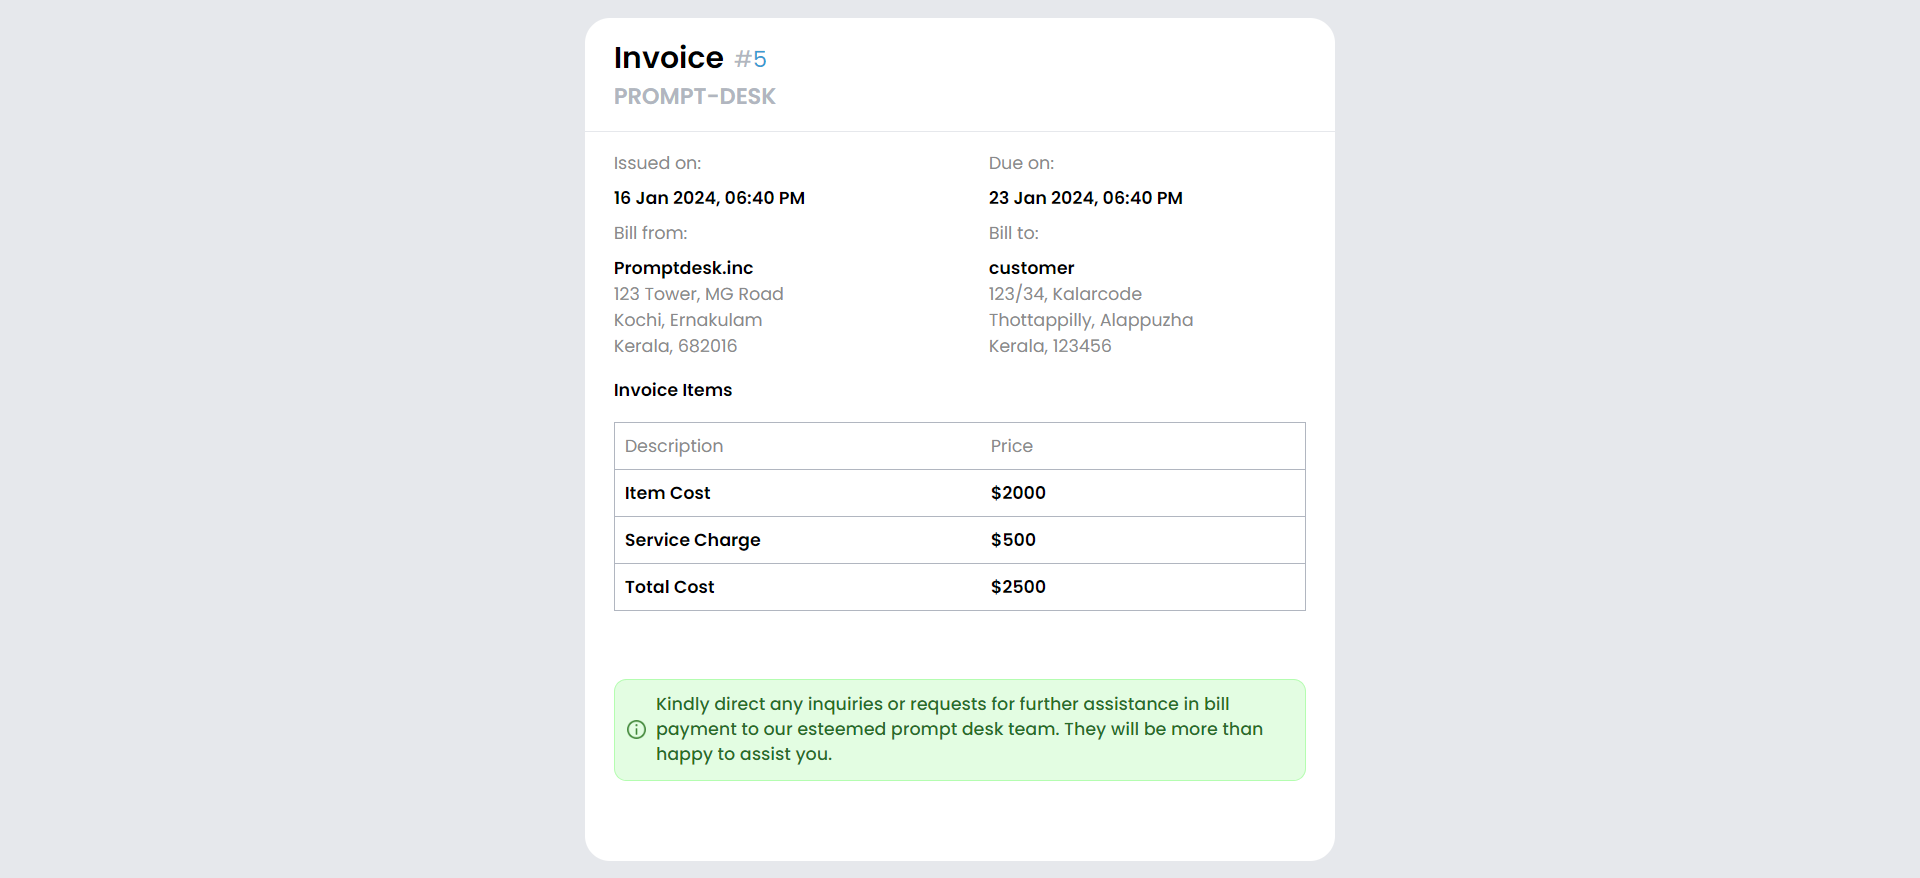 Invoice #5
PROMPT-DESK
Issued on:
16 Jan 2024, 06:40 PM
Due on:
23 Jan 2024, 06:40 PM
Bill from:
Promptdesk.inc
123 Tower, MG Road
Kochi, Ernakulam
Kerala, 682016
Bill to:
customer
123/34, Kalarcode
Thottappilly, Alappuzha
Kerala, 123456
Invoice Items
Description Price
Item Cost $2000
Service Charge $500
Total Cost $2500
Kindly direct any inquiries or requests for further assistance in bill
payment to our esteemed prompt desk team. They will be more than
happy to assist you.